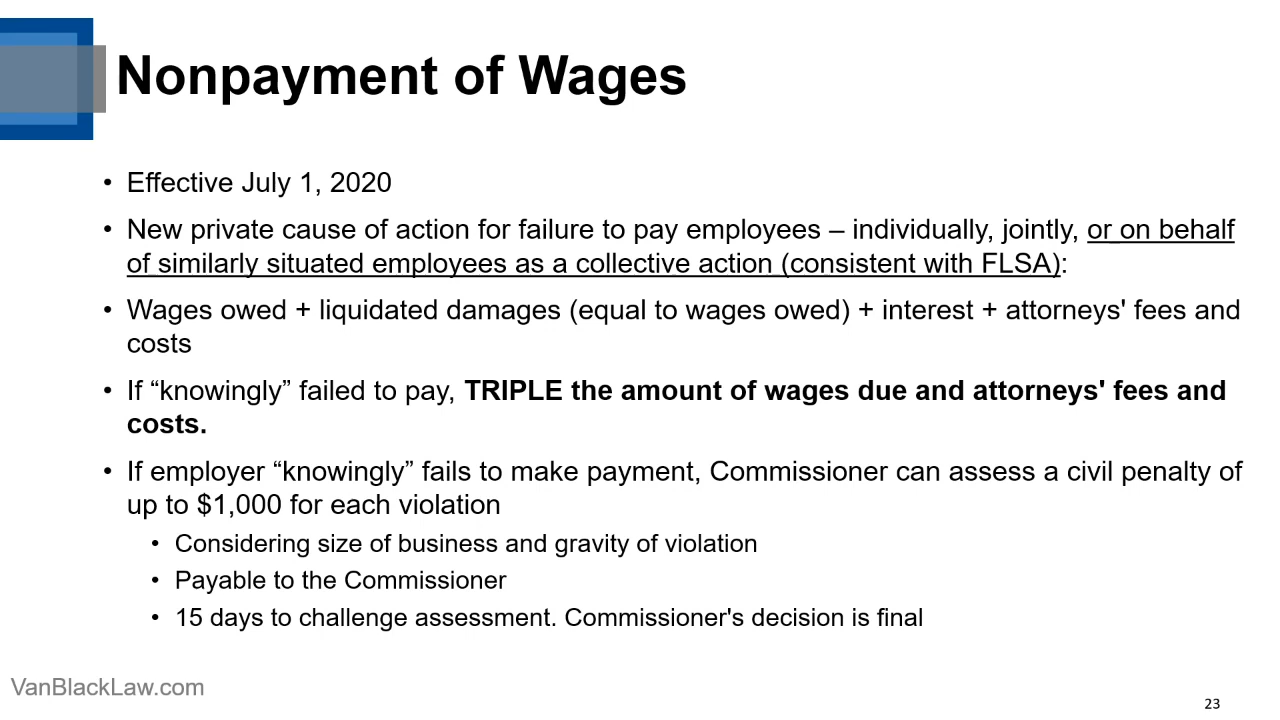 Nonpayment of Wages
• Effective July 1, 2020
• New private cause of action for failure to pay employees – individually, jointly, or on behalf
of similarly situated employees as a collective action (consistent with FLSA):
• Wages owed + liquidated damages (equal to wages owed) + interest + attorneys' fees and
costs
• If “knowingly” failed to pay, TRIPLE the amount of wages due and attorneys' fees and
costs.
• If employer “knowingly” fails to make payment, Commissioner can assess a civil penalty of
up to $1,000 for each violation
• Considering size of business and gravity of violation
• Payable to the Commissioner
• 15 days to challenge assessment. Commissioner's decision is final
VanBlackLaw.com
23